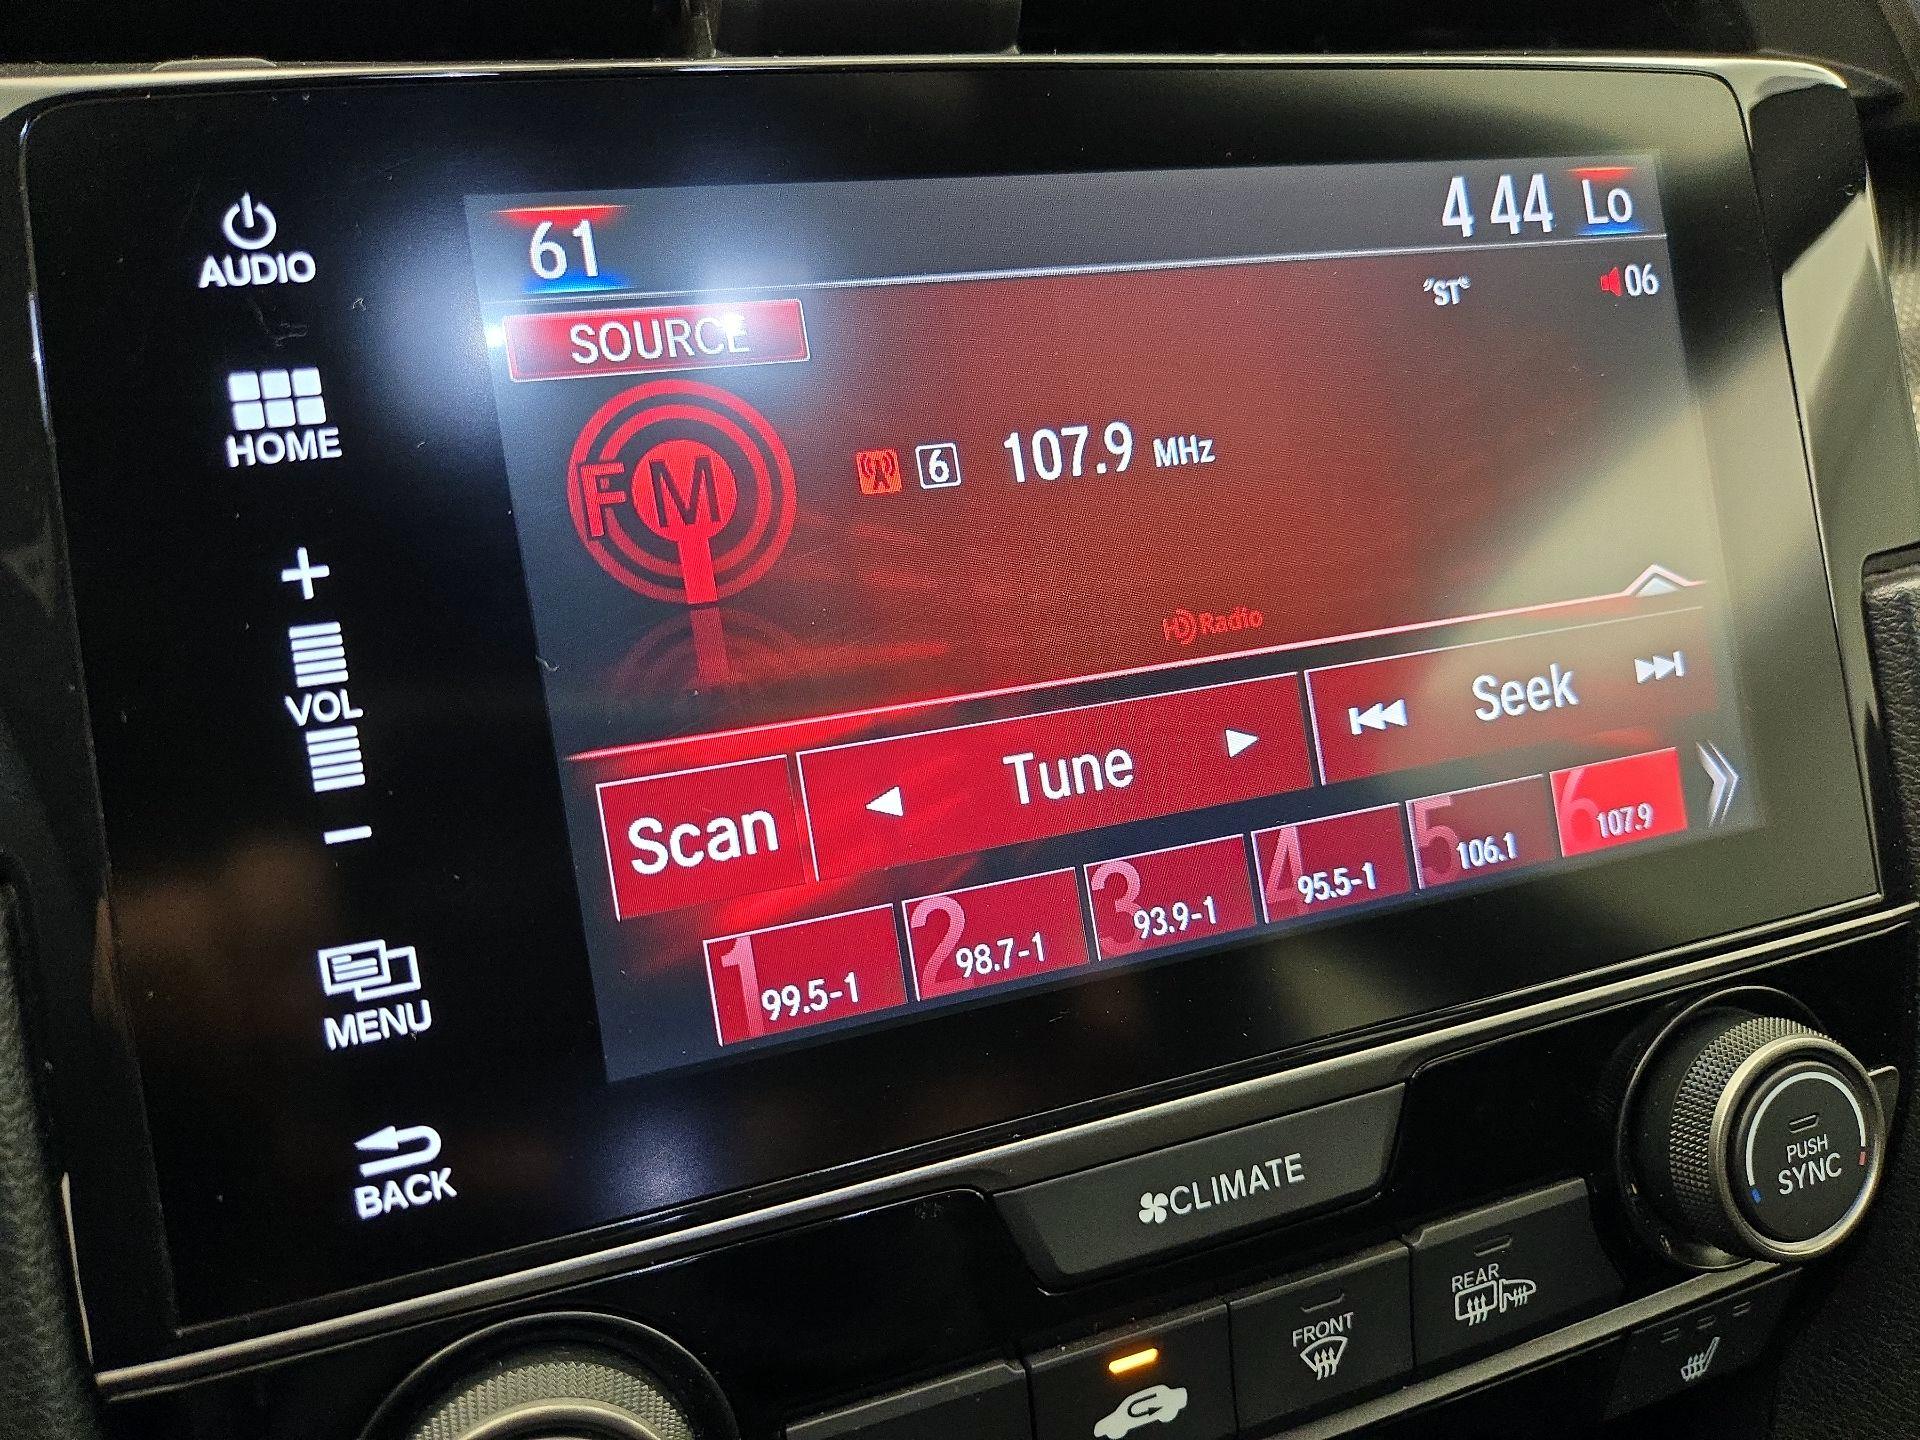 AUDIO
61
4 44
Lo
"ST"
06
SOURCE
HOME
FM
6
107.9 MHz
+
VOL
−
HD Radio
Scan
Tune
Seek
1 99.5-1
2 98.7-1
3 93.9-1
4 95.5-1
5 106.1
6 107.9
MENU
BACK
CLIMATE
PUSH
SYNC
REAR
FRONT